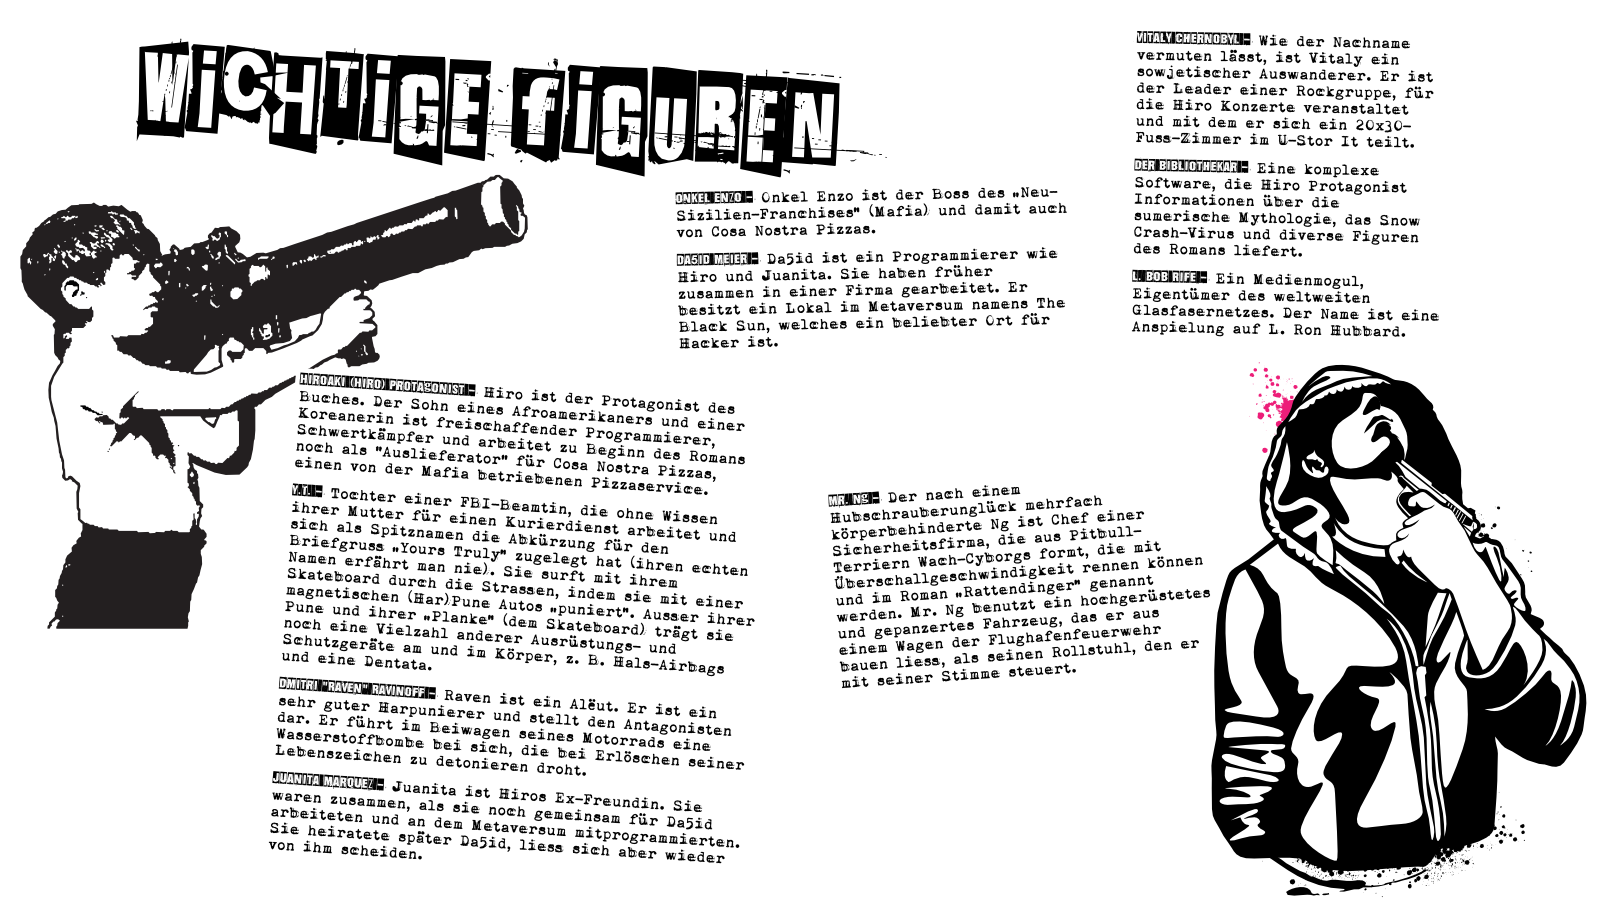 WiCHTiGE fiGuREN
HIROAKI (HIRO) PROTAGONIST - Hiro ist der Protagonist des
Buches. Der Sohn eines Afroamerikaners und einer
Koreanerin ist freischaffender Programmierer,
Schwertkämpfer und arbeitet zu Beginn des Romans
noch als "Auslieferator" für Cosa Nostra Pizzas,
einen von der Mafia betriebenen Pizzaservice.
Y.T. - Tochter einer FBI-Beamtin, die ohne Wissen
ihrer Mutter für einen Kurierdienst arbeitet und
sich als Spitznamen die Abkürzung für den
Briefgruss „Yours Truly" zugelegt hat (ihren echten
Namen erfährt man nie). Sie surft mit ihrem
Skateboard durch die Strassen, indem sie mit einer
magnetischen (Har)Pune Autos „puniert". Ausser ihrer
Pune und ihrer „Planke" (dem Skateboard) trägt sie
noch eine Vielzahl anderer Ausrüstungs- und
Schutzgeräte am und im Körper, z. B. Hals-Airbags
und eine Dentata.
DMITRI "RAVEN" RAVINOFF - Raven ist ein Alëut. Er ist ein
sehr guter Harpunierer und stellt den Antagonisten
dar. Er führt im Beiwagen seines Motorrads eine
Wasserstoffbombe bei sich, die bei Erlöschen seiner
Lebenszeichen zu detonieren droht.
JUANITA MARQUEZ - Juanita ist Hiros Ex-Freundin. Sie
waren zusammen, als sie noch gemeinsam für Da5id
arbeiteten und an dem Metaversum mitprogrammierten.
Sie heiratete später Da5id, liess sich aber wieder
von ihm scheiden.
ONKEL ENZO - Onkel Enzo ist der Boss des „Neu-
Sizilien-Franchises" (Mafia) und damit auch
von Cosa Nostra Pizzas.
DA5ID MEIER - Da5id ist ein Programmierer wie
Hiro und Juanita. Sie haben früher
zusammen in einer Firma gearbeitet. Er
besitzt ein Lokal im Metaversum namens The
Black Sun, welches ein beliebter Ort für
Hacker ist.
MR. NG - Der nach einem
Hubschrauberunglück mehrfach
körperbehinderte Ng ist Chef einer
Sicherheitsfirma, die aus Pitbull-
Terriern Wach-Cyborgs formt, die mit
Überschallgeschwindigkeit rennen können
und im Roman „Rattendinger" genannt
werden. Mr. Ng benutzt ein hochgerüstetes
und gepanzertes Fahrzeug, das er aus
einem Wagen der Flughafenfeuerwehr
bauen liess, als seinen Rollstuhl, den er
mit seiner Stimme steuert.
VITALY CHERNOBYL - Wie der Nachname
vermuten lässt, ist Vitaly ein
sowjetischer Auswanderer. Er ist
der Leader einer Rockgruppe, für
die Hiro Konzerte veranstaltet
und mit dem er sich ein 20x30-
Fuss-Zimmer im U-Stor It teilt.
DER BIBLIOTHEKAR - Eine komplexe
Software, die Hiro Protagonist
Informationen über die
sumerische Mythologie, das Snow
Crash-Virus und diverse Figuren
des Romans liefert.
L. BOB RIFE - Ein Medienmogul,
Eigentümer des weltweiten
Glasfasernetzes. Der Name ist eine
Anspielung auf L. Ron Hubbard.